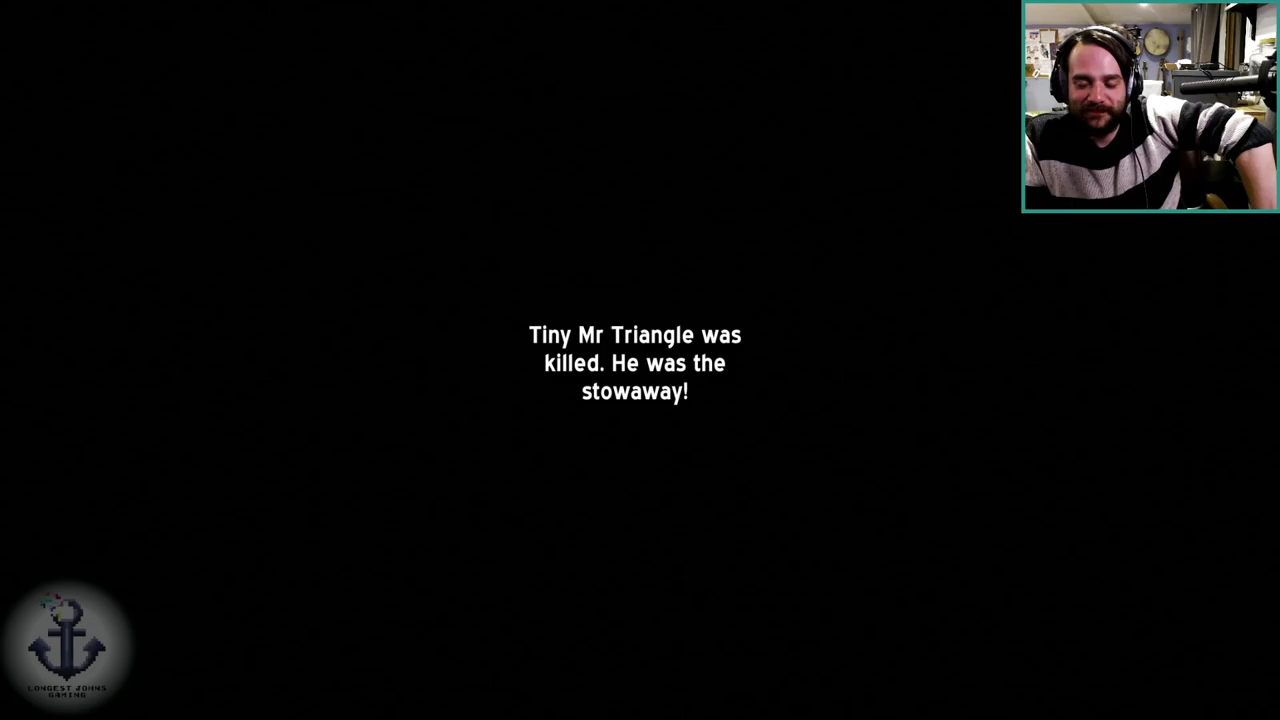 Tiny Mr Triangle was
killed. He was the
stowaway!
LONGEST JOHNS
GAMING